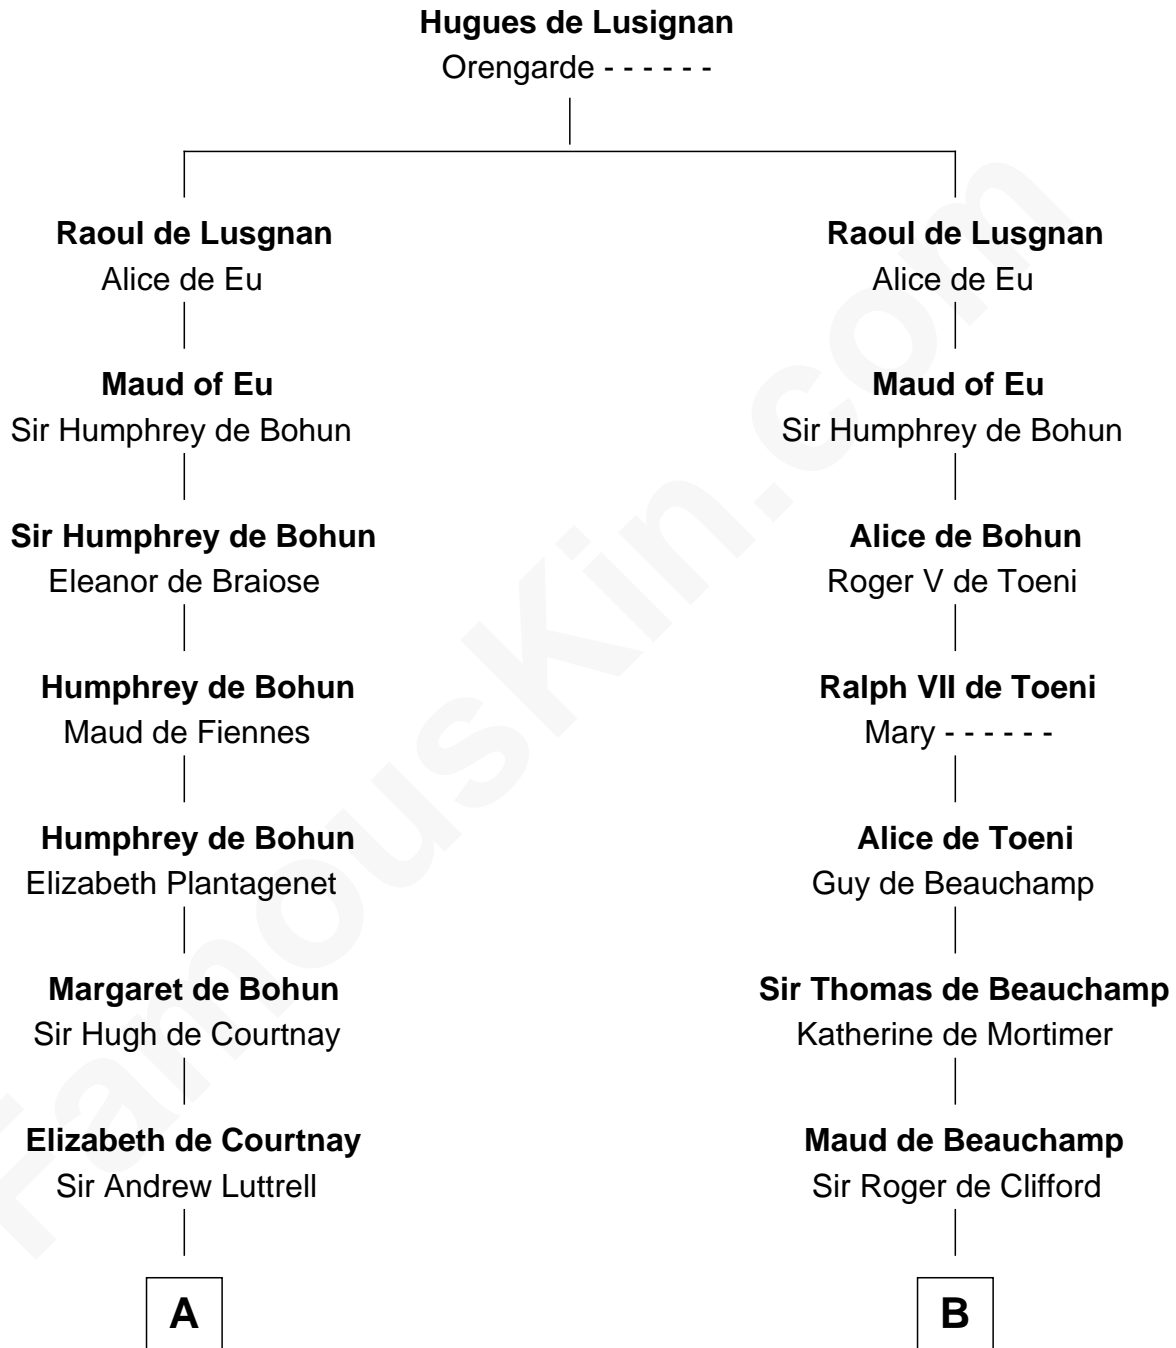 Hugues de Lusignan
Orengarde - - - - - -
Raoul de Lusgnan
Alice de Eu
Raoul de Lusgnan
Alice de Eu
Maud of Eu
Sir Humphrey de Bohun
Maud of Eu
Sir Humphrey de Bohun
Sir Humphrey de Bohun
Eleanor de Braiose
Alice de Bohun
Roger V de Toeni
Humphrey de Bohun
Maud de Fiennes
Ralph VII de Toeni
Mary - - - - - -
Humphrey de Bohun
Elizabeth Plantagenet
Alice de Toeni
Guy de Beauchamp
Margaret de Bohun
Sir Hugh de Courtnay
Sir Thomas de Beauchamp
Katherine de Mortimer
Elizabeth de Courtnay
Sir Andrew Luttrell
Maud de Beauchamp
Sir Roger de Clifford
A
B
FamousKin.com